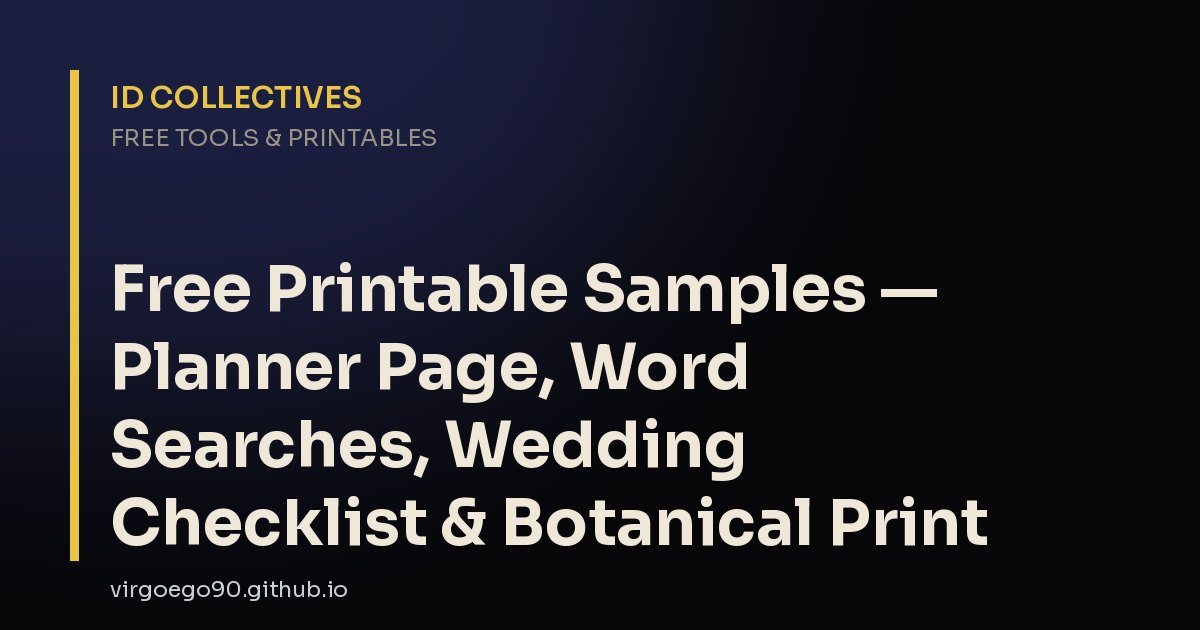 ID COLLECTIVES
FREE TOOLS & PRINTABLES
Free Printable Samples —
Planner Page, Word
Searches, Wedding
Checklist & Botanical Print
virgoego90.github.io